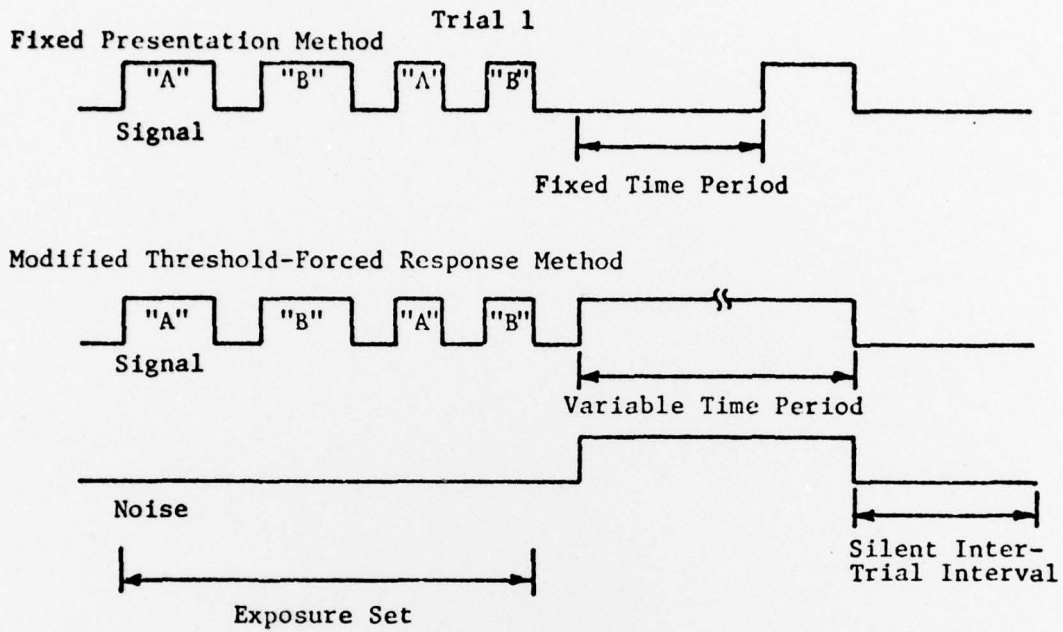 Trial 1
Fixed Presentation Method
"A" "B" "A' "B"
Signal
Fixed Time Period
Modified Threshold-Forced Response Method
"A" "B" "A" "B"
Signal
Variable Time Period
Noise
Silent Inter-
Trial Interval
Exposure Set